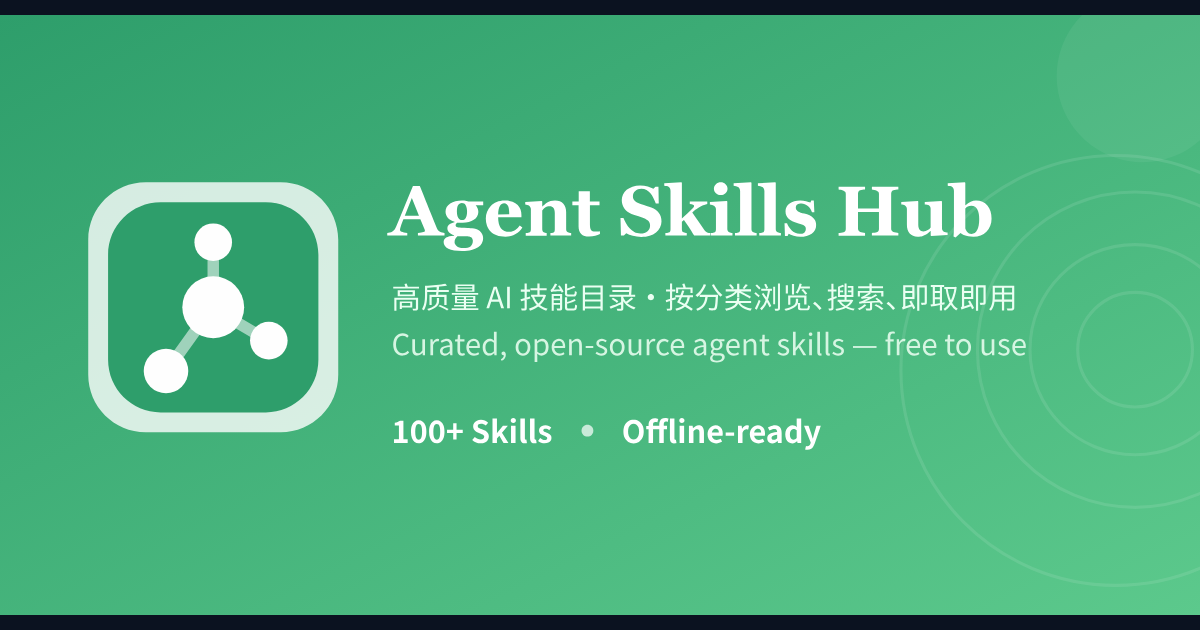 Agent Skills Hub
高质量 AI 技能目录・按分类浏览、搜索、即取即用
Curated, open-source agent skills — free to use
100+ Skills • Offline-ready